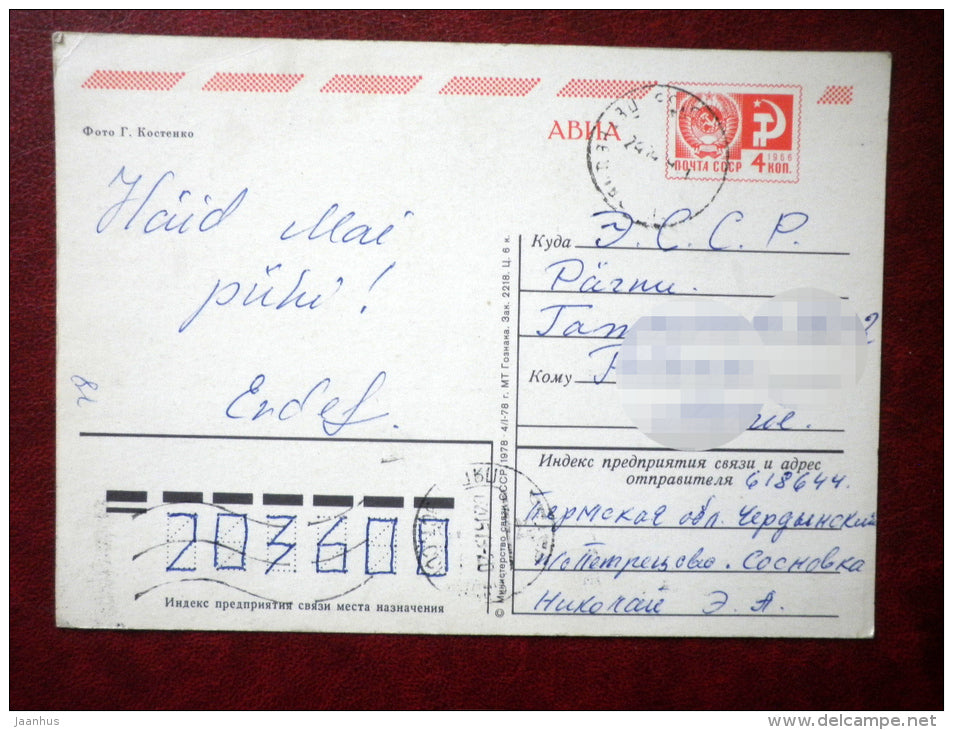 Фото Г. Костенко
АВИА
1966
ПОЧТА СССР 4 КОП.
Häid Mai
pühi!
Endel.
Куда Э. С. С. Р.
Кому
Индекс предприятия связи и адрес
отправителя 618644.
Пермская обл. Чердынский
п/о Петрецово. Сосновка
Николай Э. А.
203600
Индекс предприятия связи места назначения
© Министерство связи СССР, 1978 · 4/I-78 г. МТ Гознака. Зак. 2218. Ц. 6 к.
jaanhus
www.delcampe.net